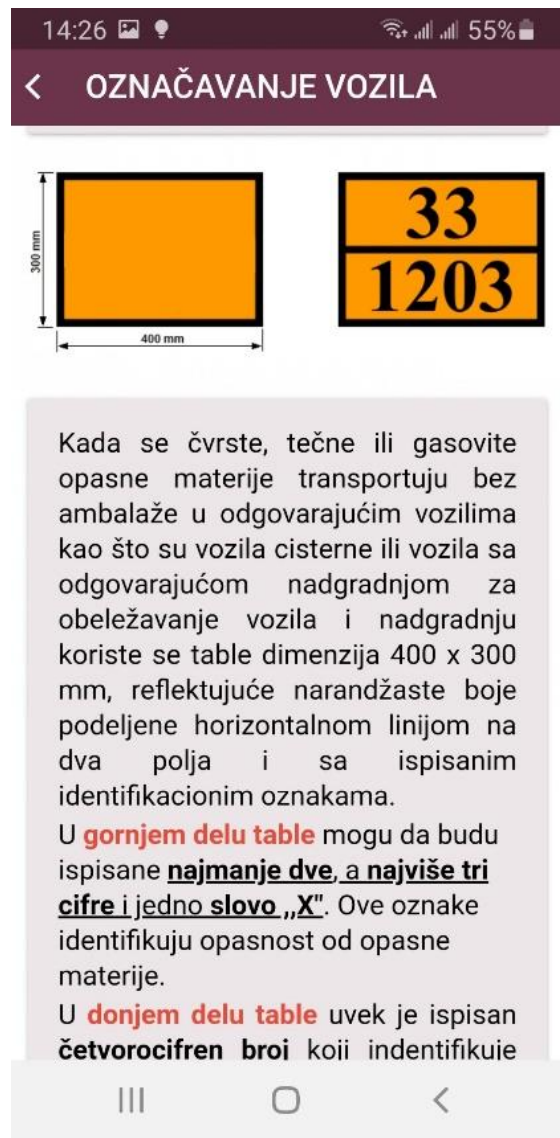 14:26 55%
OZNAČAVANJE VOZILA
300 mm
400 mm
33
1203
Kada se čvrste, tečne ili gasovite
opasne materije transportuju bez
ambalaže u odgovarajućim vozilima
kao što su vozila cisterne ili vozila sa
odgovarajućom nadgradnjom za
obeležavanje vozila i nadgradnju
koriste se table dimenzija 400 x 300
mm, reflektujuće narandžaste boje
podeljene horizontalnom linijom na
dva polja i sa ispisanim
identifikacionim oznakama.
U gornjem delu table mogu da budu
ispisane najmanje dve, a najviše tri
cifre i jedno slovo ,,X". Ove oznake
identifikuju opasnost od opasne
materije.
U donjem delu table uvek je ispisan
četvorocifren broj koji indentifikuje